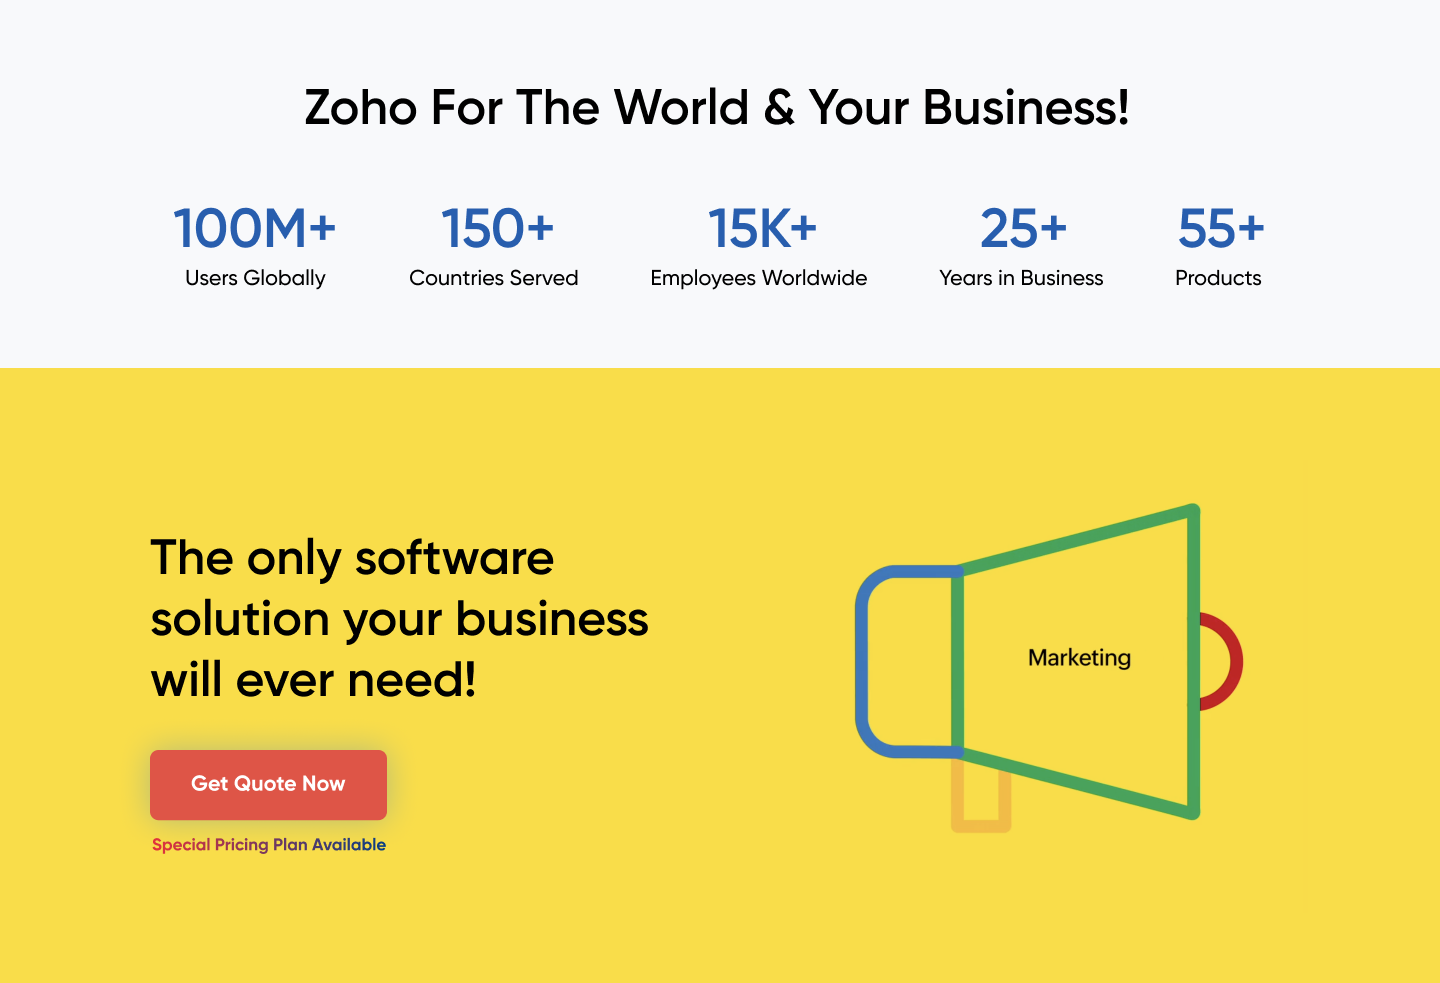 Zoho For The World & Your Business!
100M+
Users Globally
150+
Countries Served
15K+
Employees Worldwide
25+
Years in Business
55+
Products
The only software
solution your business
will ever need!
Get Quote Now
Special Pricing Plan Available
Marketing